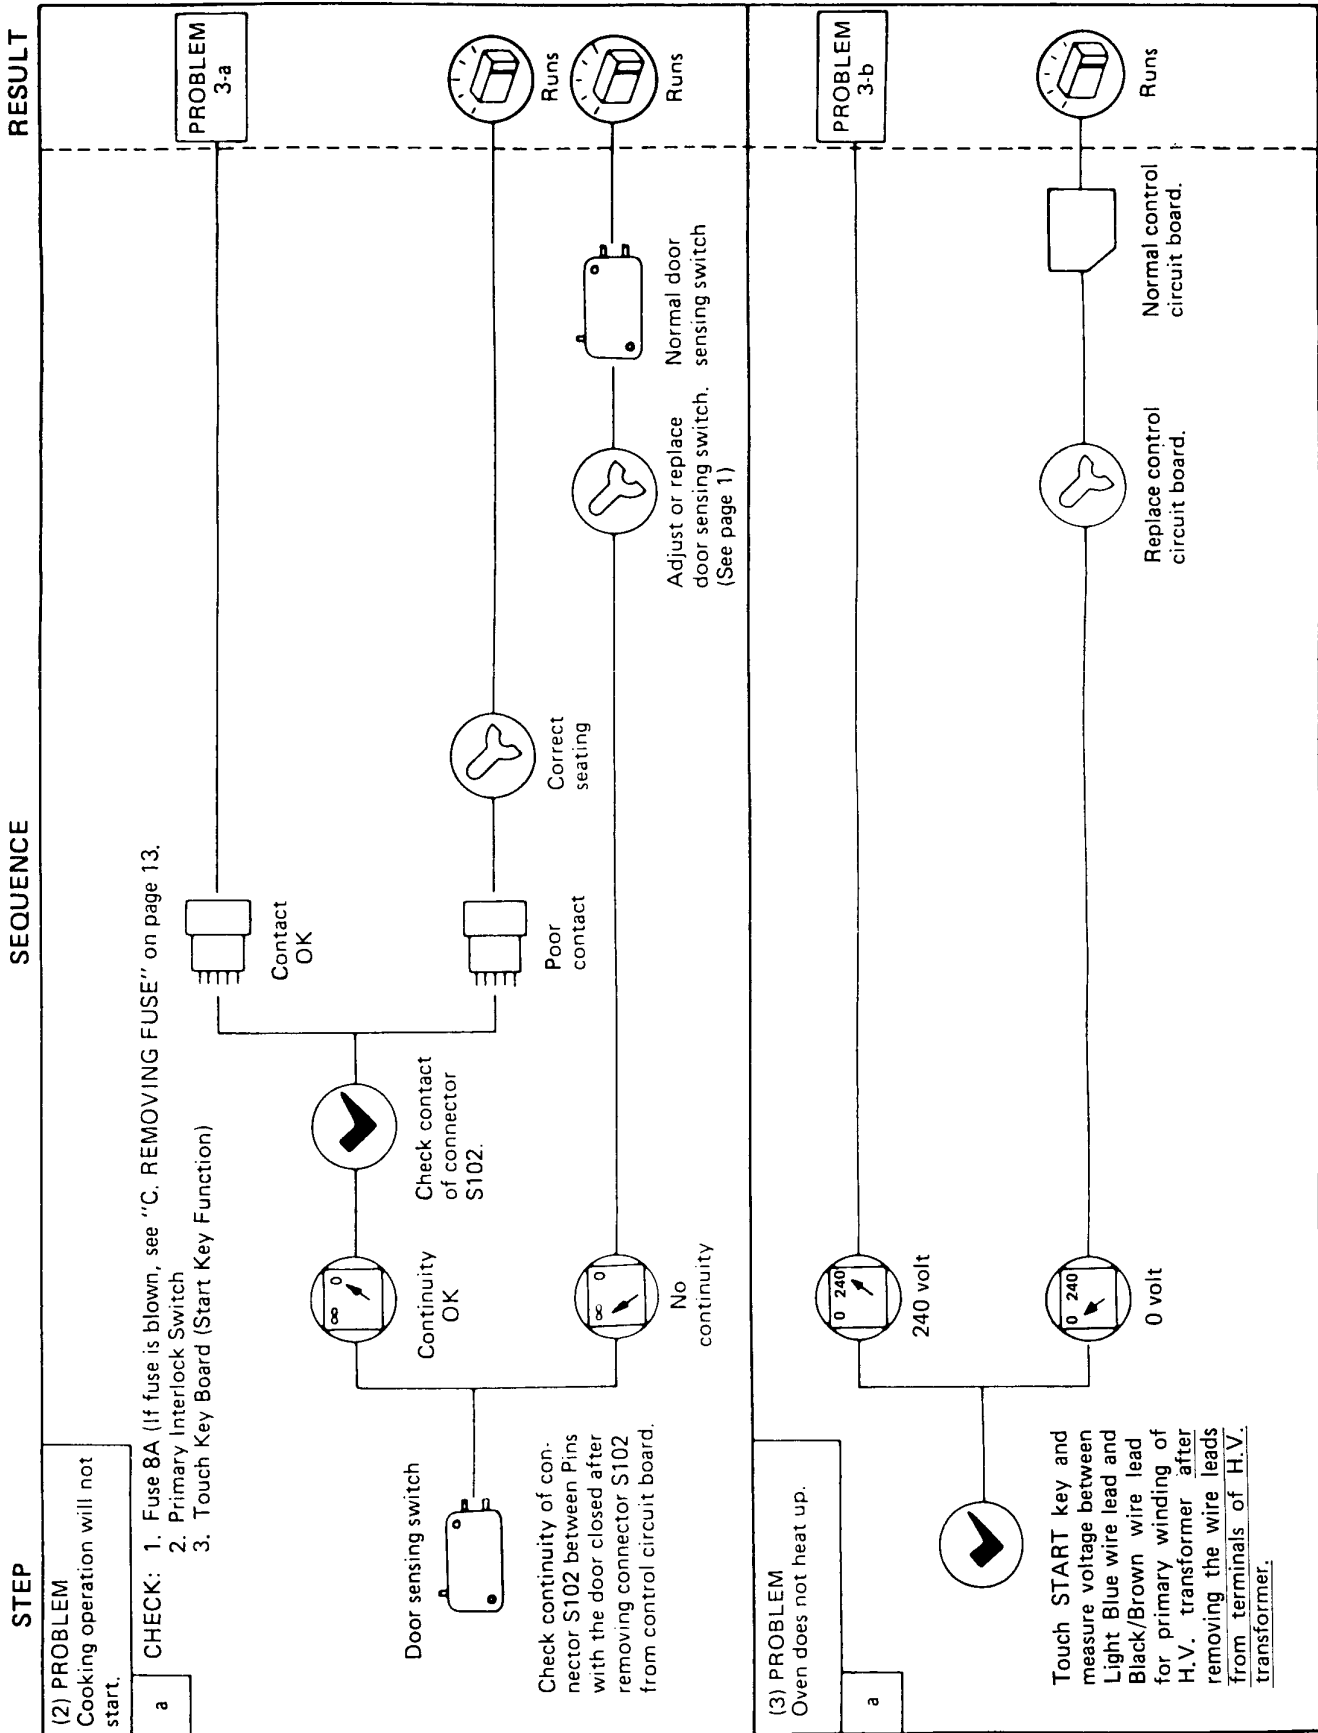 STEP
SEQUENCE
RESULT
(2) PROBLEM
Cooking operation will not
start.
a
CHECK: 1. Fuse 8A (If fuse is blown, see "C. REMOVING FUSE" on page 13.
2. Primary Interlock Switch
3. Touch Key Board (Start Key Function)
Door sensing switch
Check continuity of con-
nector S102 between Pins
with the door closed after
removing connector S102
from control circuit board.
∞ 0
Continuity
OK
Check contact
of connector
S102.
Contact
OK
PROBLEM
3-a
Poor
contact
Correct
seating
Runs
∞ 0
No
continuity
Adjust or replace
door sensing switch.
(See page 1)
Normal door
sensing switch
Runs
(3) PROBLEM
Oven does not heat up.
a
Touch START key and
measure voltage between
Light Blue wire lead and
Black/Brown wire lead
for primary winding of
H.V. transformer after
removing the wire leads
from terminals of H.V.
transformer.
0 240
240 volt
PROBLEM
3-b
0 240
0 volt
Replace control
circuit board.
Normal control
circuit board.
Runs